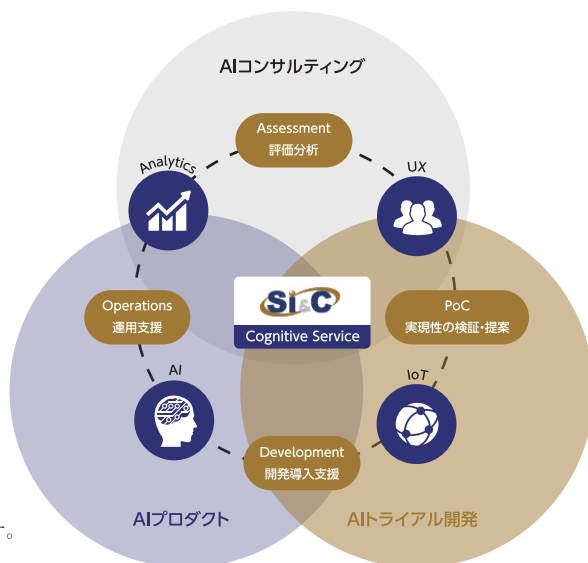 AIコンサルティング
Assessment
評価分析
Analytics
UX
Operations
運用支援
SI&C
Cognitive Service
PoC
実現性の検証・提案
AI
IoT
Development
開発導入支援
AIプロダクト
AIトライアル開発
す。